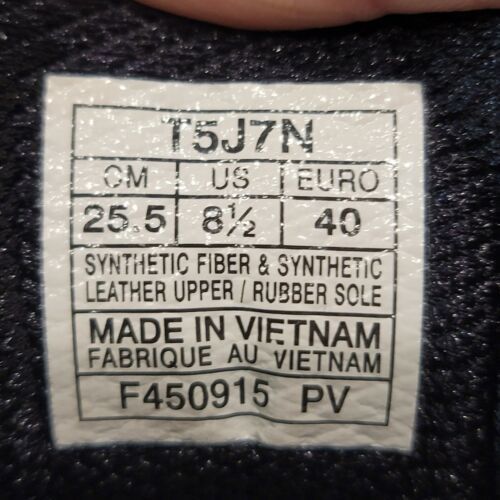 T5J7N
CM US EURO
25.5 8½ 40
SYNTHETIC FIBER & SYNTHETIC
LEATHER UPPER / RUBBER SOLE
MADE IN VIETNAM
FABRIQUE AU VIETNAM
F450915 PV